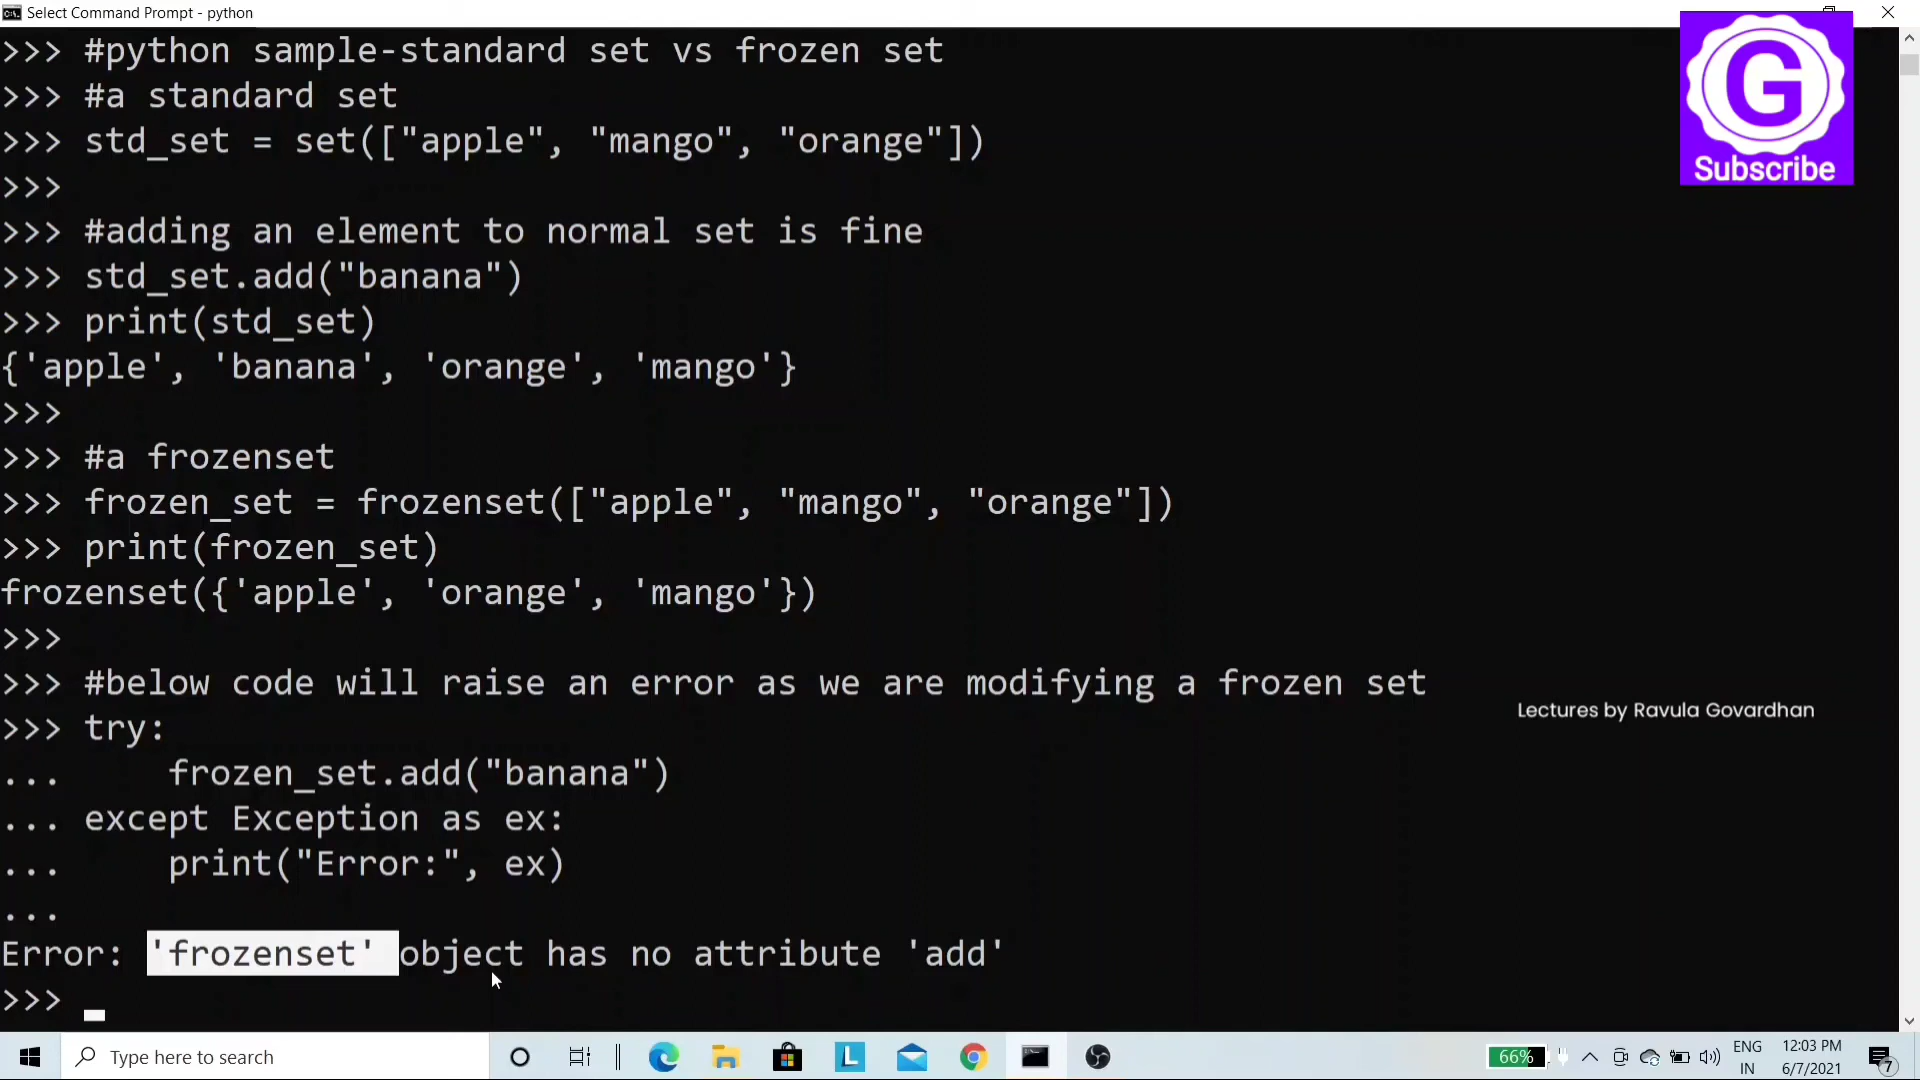 Select Command Prompt - python
>>> #python sample-standard set vs frozen set
>>> #a standard set
>>> std_set = set(["apple", "mango", "orange"])
>>>
>>> #adding an element to normal set is fine
>>> std_set.add("banana")
>>> print(std_set)
{'apple', 'banana', 'orange', 'mango'}
>>>
>>> #a frozenset
>>> frozen_set = frozenset(["apple", "mango", "orange"])
>>> print(frozen_set)
frozenset({'apple', 'orange', 'mango'})
>>>
>>> #below code will raise an error as we are modifying a frozen set
>>> try:
...     frozen_set.add("banana")
... except Exception as ex:
...     print("Error:", ex)
...
Error: 'frozenset' object has no attribute 'add'
>>>
G
Subscribe
Lectures by Ravula Govardhan
Type here to search
L
66%
ENG
IN
12:03 PM
6/7/2021
7